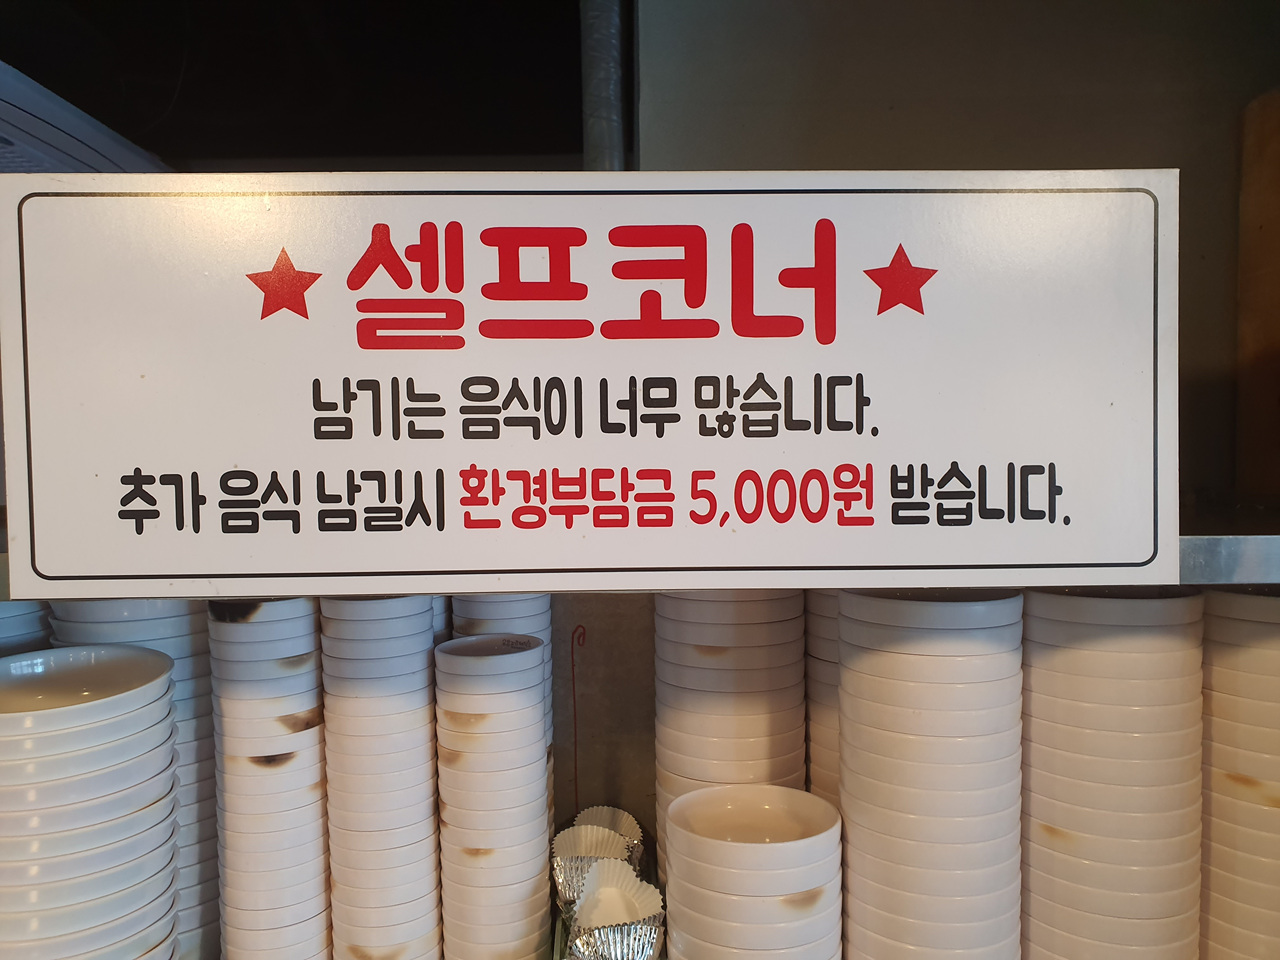 ★ 셀프코너 ★
남기는 음식이 너무 많습니다.
추가 음식 남길시 환경부담금 5,000원 받습니다.